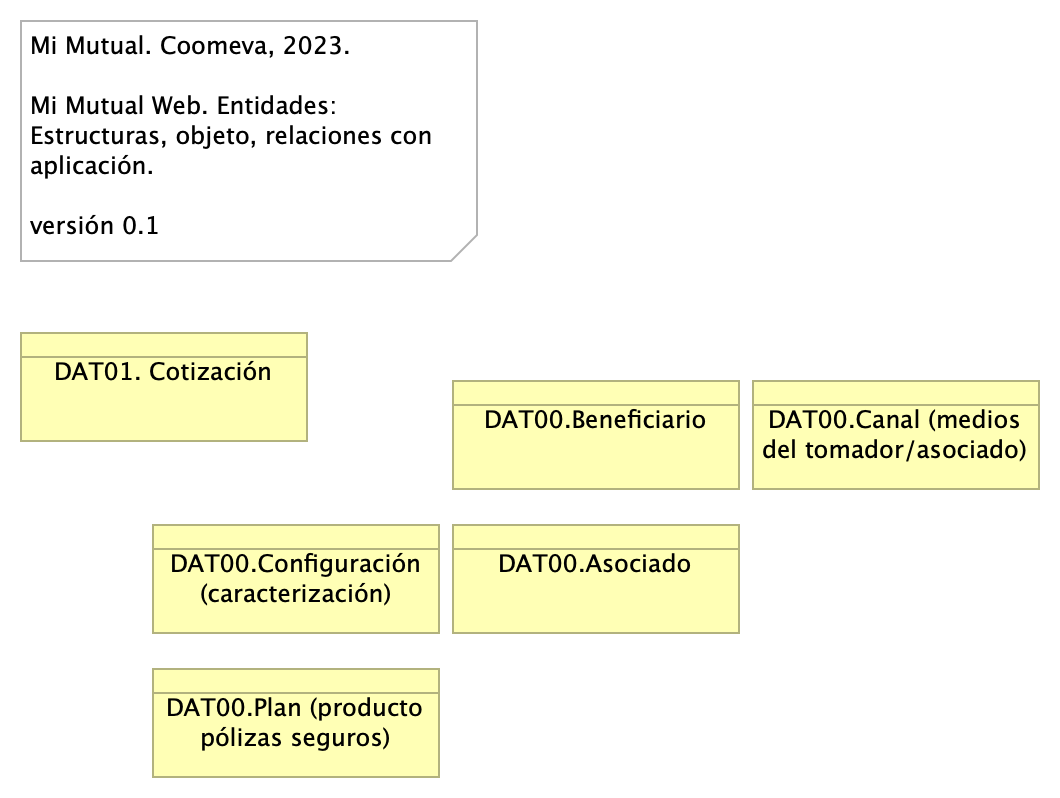 Mi Mutual. Coomeva, 2023.
Mi Mutual Web. Entidades:
Estructuras, objeto, relaciones con
aplicación.
versión 0.1
DAT01. Cotización
DAT00.Beneficiario
DAT00.Canal (medios
del tomador/asociado)
DAT00.Configuración
(caracterización)
DAT00.Asociado
DAT00.Plan (producto
pólizas seguros)